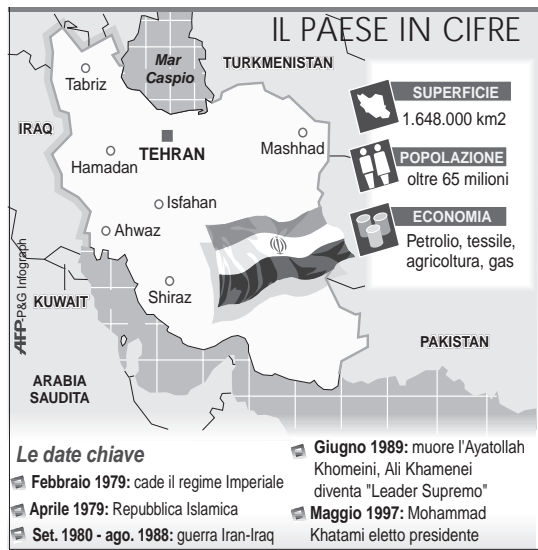 IL PAESE IN CIFRE
Mar
Caspio
TURKMENISTAN
Tabriz
SUPERFICIE
1.648.000 km2
IRAQ
TEHRAN
Mashhad
Hamadan
POPOLAZIONE
oltre 65 milioni
Isfahan
Ahwaz
ECONOMIA
Petrolio, tessile,
agricoltura, gas
Shiraz
KUWAIT
AFP-P&G Infograph
PAKISTAN
ARABIA
SAUDITA
Le date chiave
Febbraio 1979: cade il regime Imperiale
Aprile 1979: Repubblica Islamica
Set. 1980 - ago. 1988: guerra Iran-Iraq
Giugno 1989: muore l'Ayatollah
Khomeini, Ali Khamenei
diventa "Leader Supremo"
Maggio 1997: Mohammad
Khatami eletto presidente